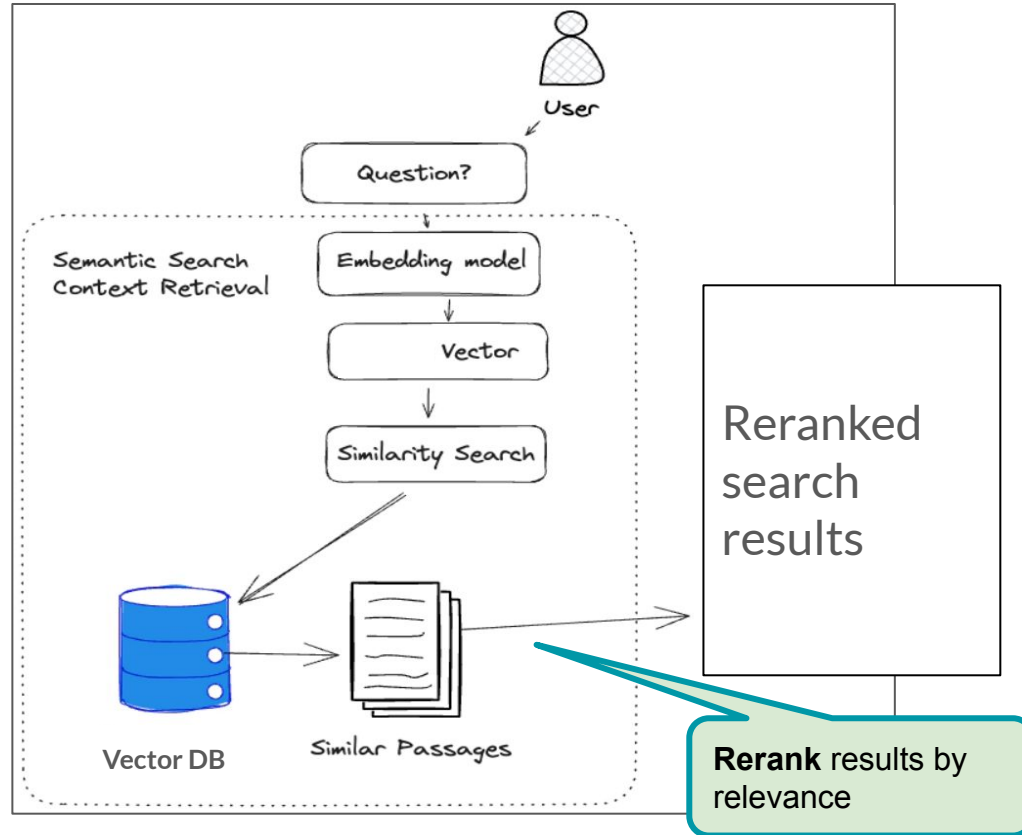 User
Question?
Semantic Search
Context Retrieval
Embedding model
Vector
Similarity Search
Reranked
search
results
Vector DB
Similar Passages
Rerank results by
relevance